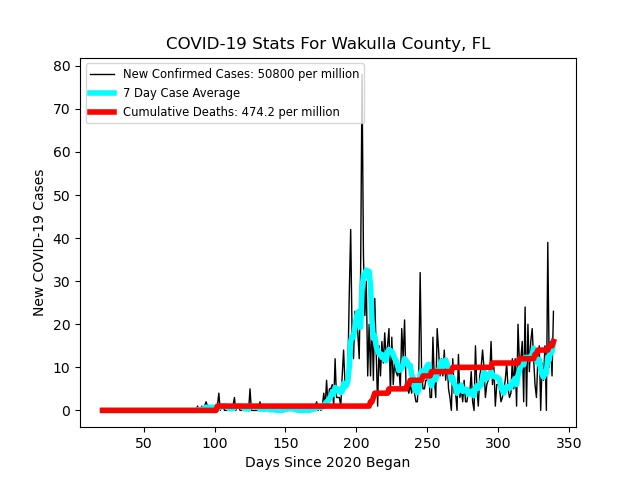 COVID-19 Stats For Wakulla County, FL
New Confirmed Cases: 50800 per million
7 Day Case Average
Cumulative Deaths: 474.2 per million
New COVID-19 Cases
80
70
60
50
40
30
20
10
0
50
100
150
200
250
300
350
Days Since 2020 Began